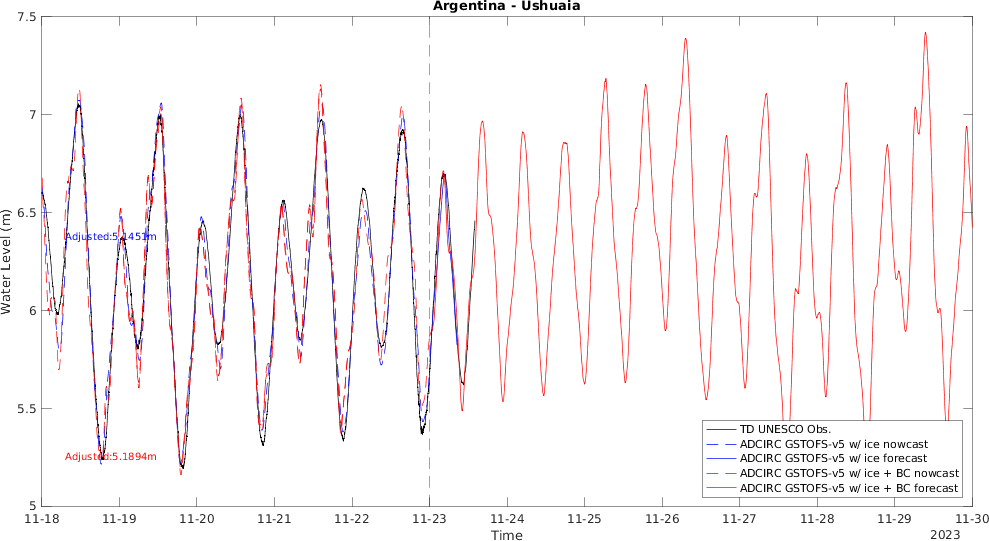 Argentina - Ushuaia
7.5
7
6.5
6
5.5
5
Water Level (m)
Adjusted:5.1451m
Adjusted:5.1894m
TD UNESCO Obs.
ADCIRC GSTOFS-v5 w/ ice nowcast
ADCIRC GSTOFS-v5 w/ ice forecast
ADCIRC GSTOFS-v5 w/ ice + BC nowcast
ADCIRC GSTOFS-v5 w/ ice + BC forecast
11-18 11-19 11-20 11-21 11-22 11-23 11-24 11-25 11-26 11-27 11-28 11-29 11-30
Time
2023